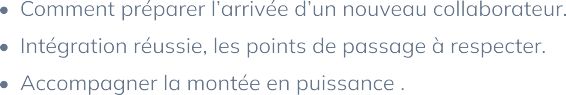 • Comment préparer l’arrivée d’un nouveau collaborateur.
• Intégration réussie, les points de passage à respecter.
• Accompagner la montée en puissance .